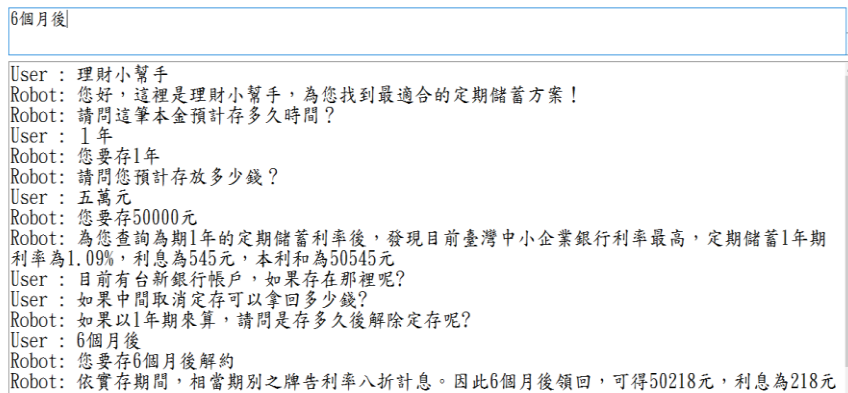 6個月後
User : 理財小幫手
Robot: 您好，這裡是理財小幫手，為您找到最適合的定期儲蓄方案！
Robot: 請問這筆本金預計存多久時間？
User : １年
Robot: 您要存1年
Robot: 請問您預計存放多少錢？
User : 五萬元
Robot: 您要存50000元
Robot: 為您查詢為期1年的定期儲蓄利率後，發現目前臺灣中小企業銀行利率最高，定期儲蓄1年期
利率為1.09%，利息為545元，本利和為50545元
User : 目前有台新銀行帳戶，如果存在那裡呢?
User : 如果中間取消定存可以拿回多少錢?
Robot: 如果以1年期來算，請問是存多久後解除定存呢?
User : 6個月後
Robot: 您要存6個月後解約
Robot: 依實存期間，相當期別之牌告利率八折計息。因此6個月後領回，可得50218元，利息為218元